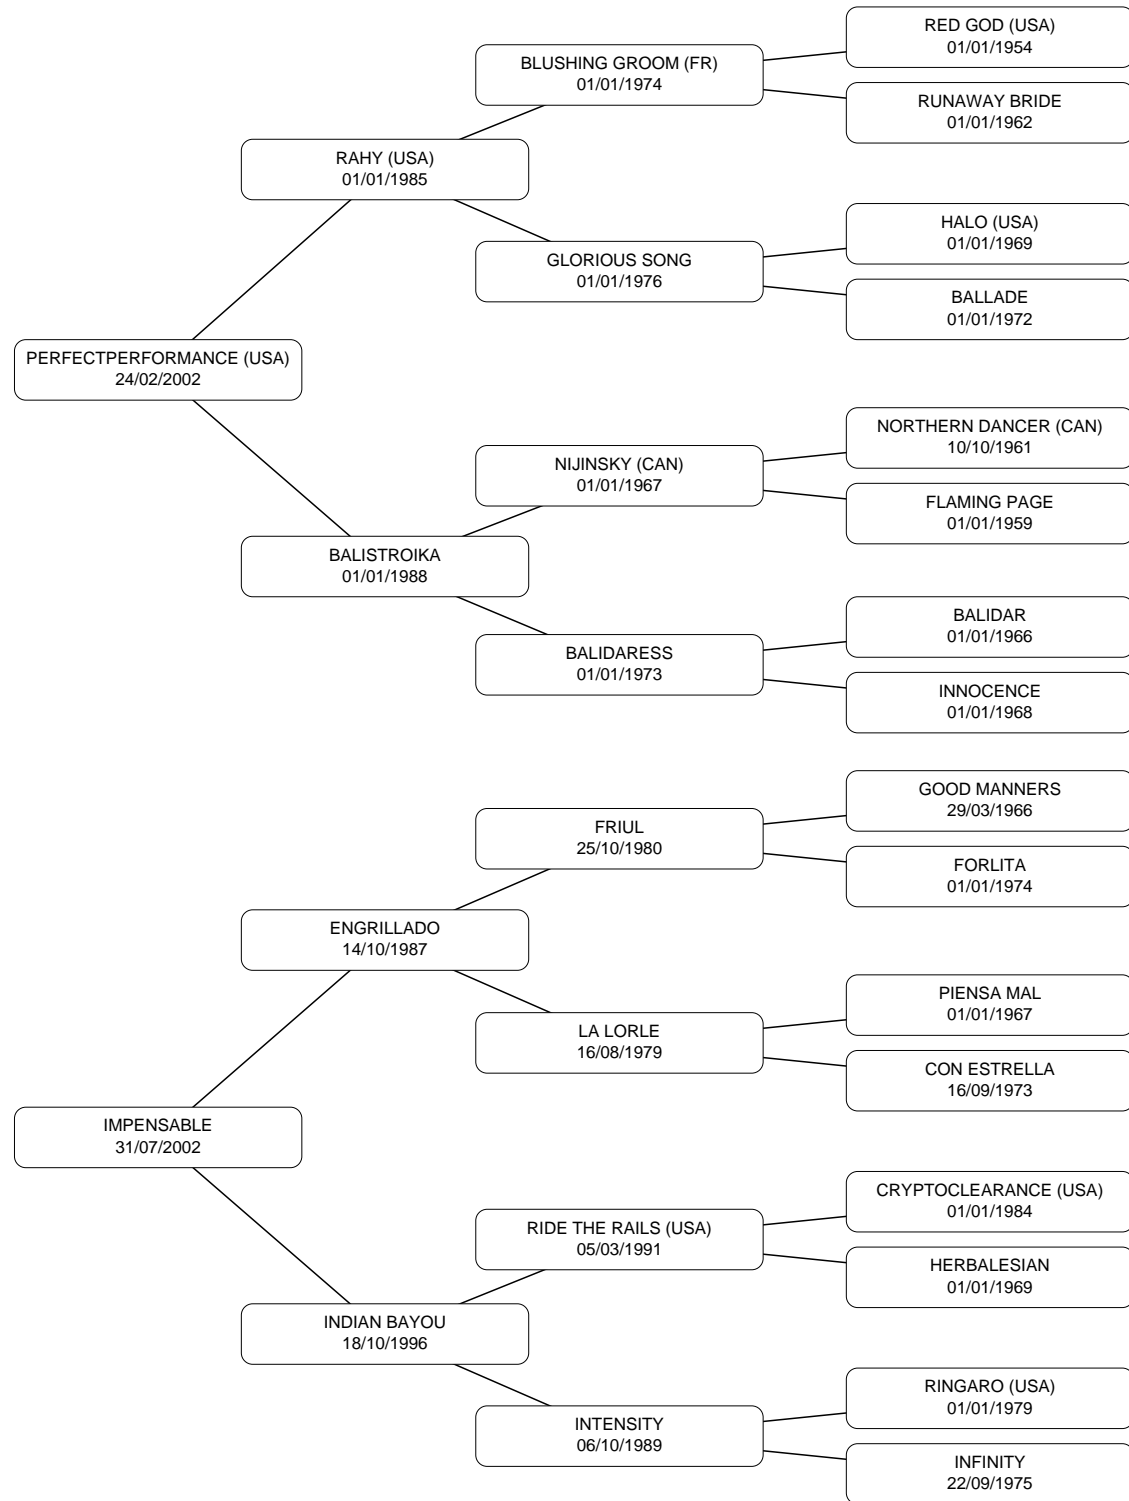 RED GOD (USA)
01/01/1954
BLUSHING GROOM (FR)
01/01/1974
RUNAWAY BRIDE
01/01/1962
RAHY (USA)
01/01/1985
HALO (USA)
01/01/1969
GLORIOUS SONG
01/01/1976
BALLADE
01/01/1972
PERFECTPERFORMANCE (USA)
24/02/2002
NORTHERN DANCER (CAN)
10/10/1961
NIJINSKY (CAN)
01/01/1967
FLAMING PAGE
01/01/1959
BALISTROIKA
01/01/1988
BALIDAR
01/01/1966
BALIDARESS
01/01/1973
INNOCENCE
01/01/1968
GOOD MANNERS
29/03/1966
FRIUL
25/10/1980
FORLITA
01/01/1974
ENGRILLADO
14/10/1987
PIENSA MAL
01/01/1967
LA LORLE
16/08/1979
CON ESTRELLA
16/09/1973
IMPENSABLE
31/07/2002
CRYPTOCLEARANCE (USA)
01/01/1984
RIDE THE RAILS (USA)
05/03/1991
HERBALESIAN
01/01/1969
INDIAN BAYOU
18/10/1996
RINGARO (USA)
01/01/1979
INTENSITY
06/10/1989
INFINITY
22/09/1975